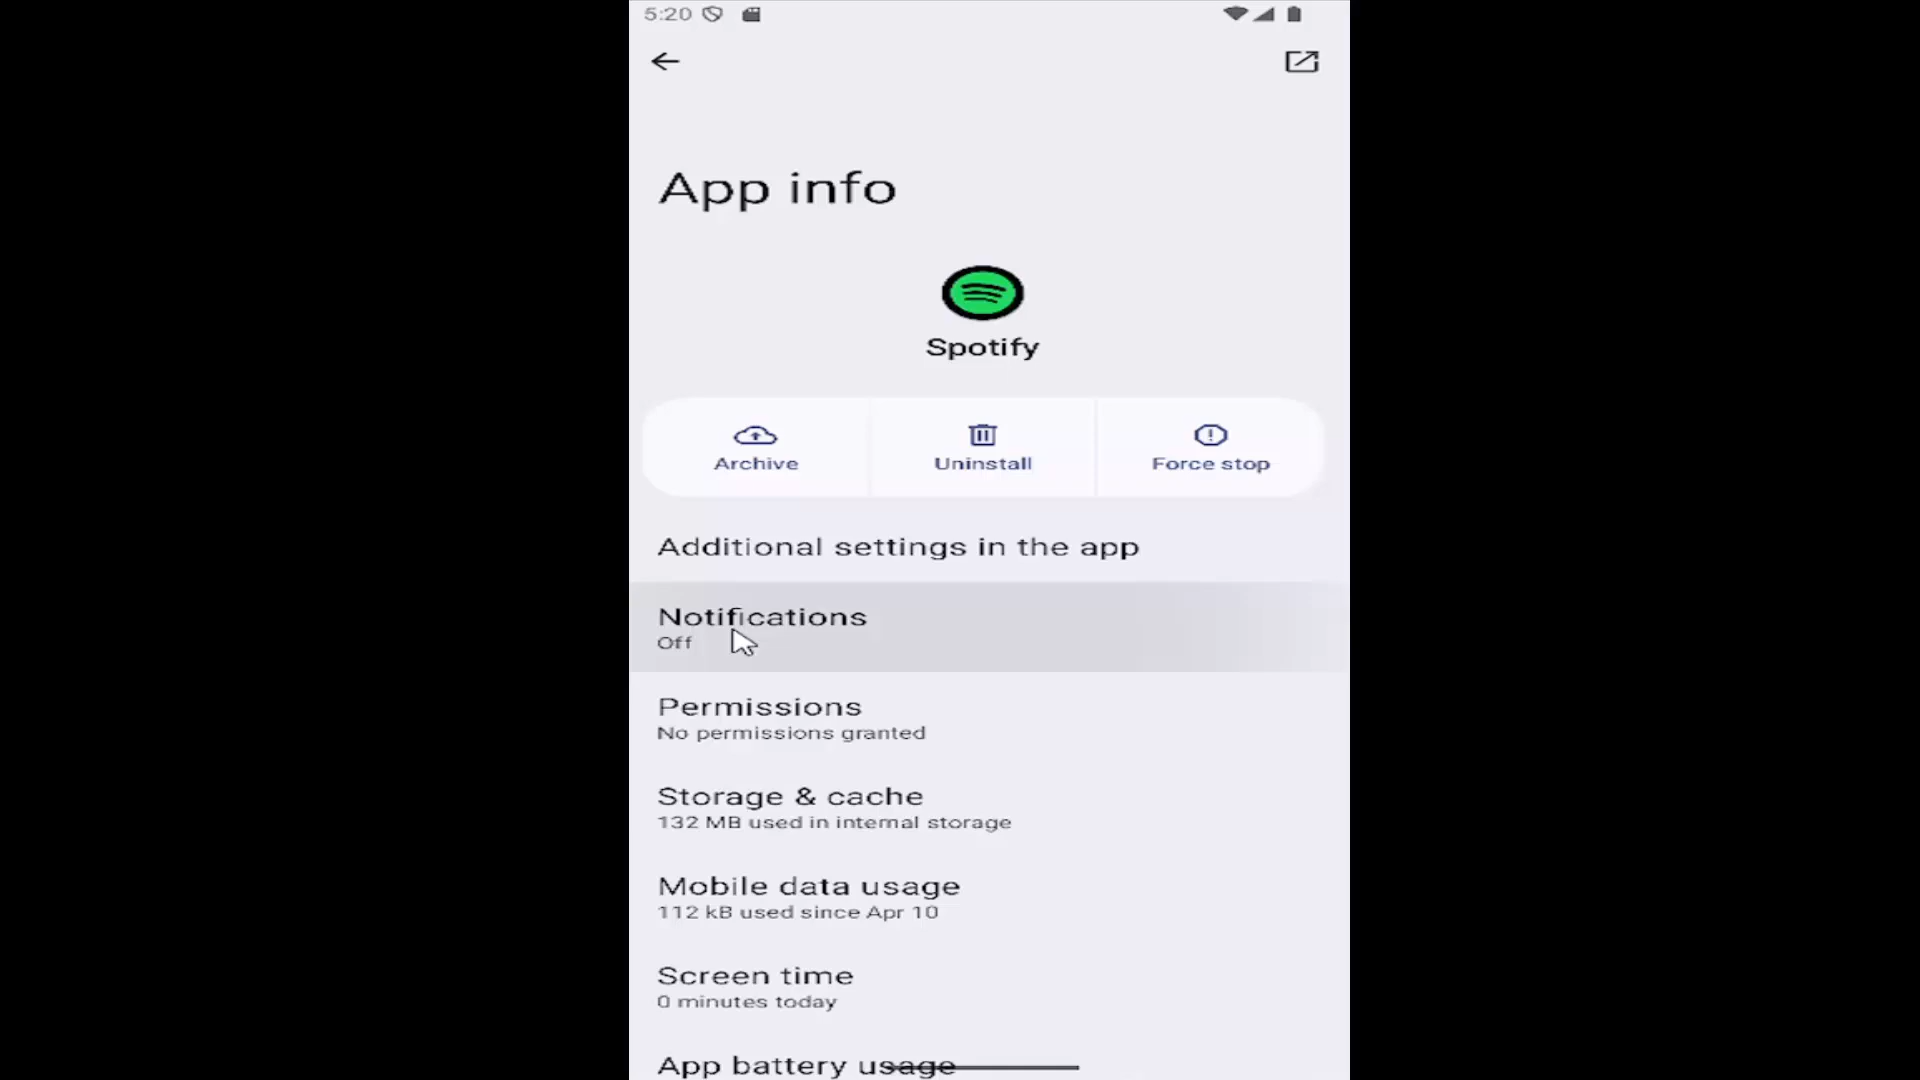 5:20
App info
Spotify
Archive
Uninstall
Force stop
Additional settings in the app
Notifications
Off
Permissions
No permissions granted
Storage & cache
132 MB used in internal storage
Mobile data usage
112 kB used since Apr 10
Screen time
0 minutes today
App battery usage